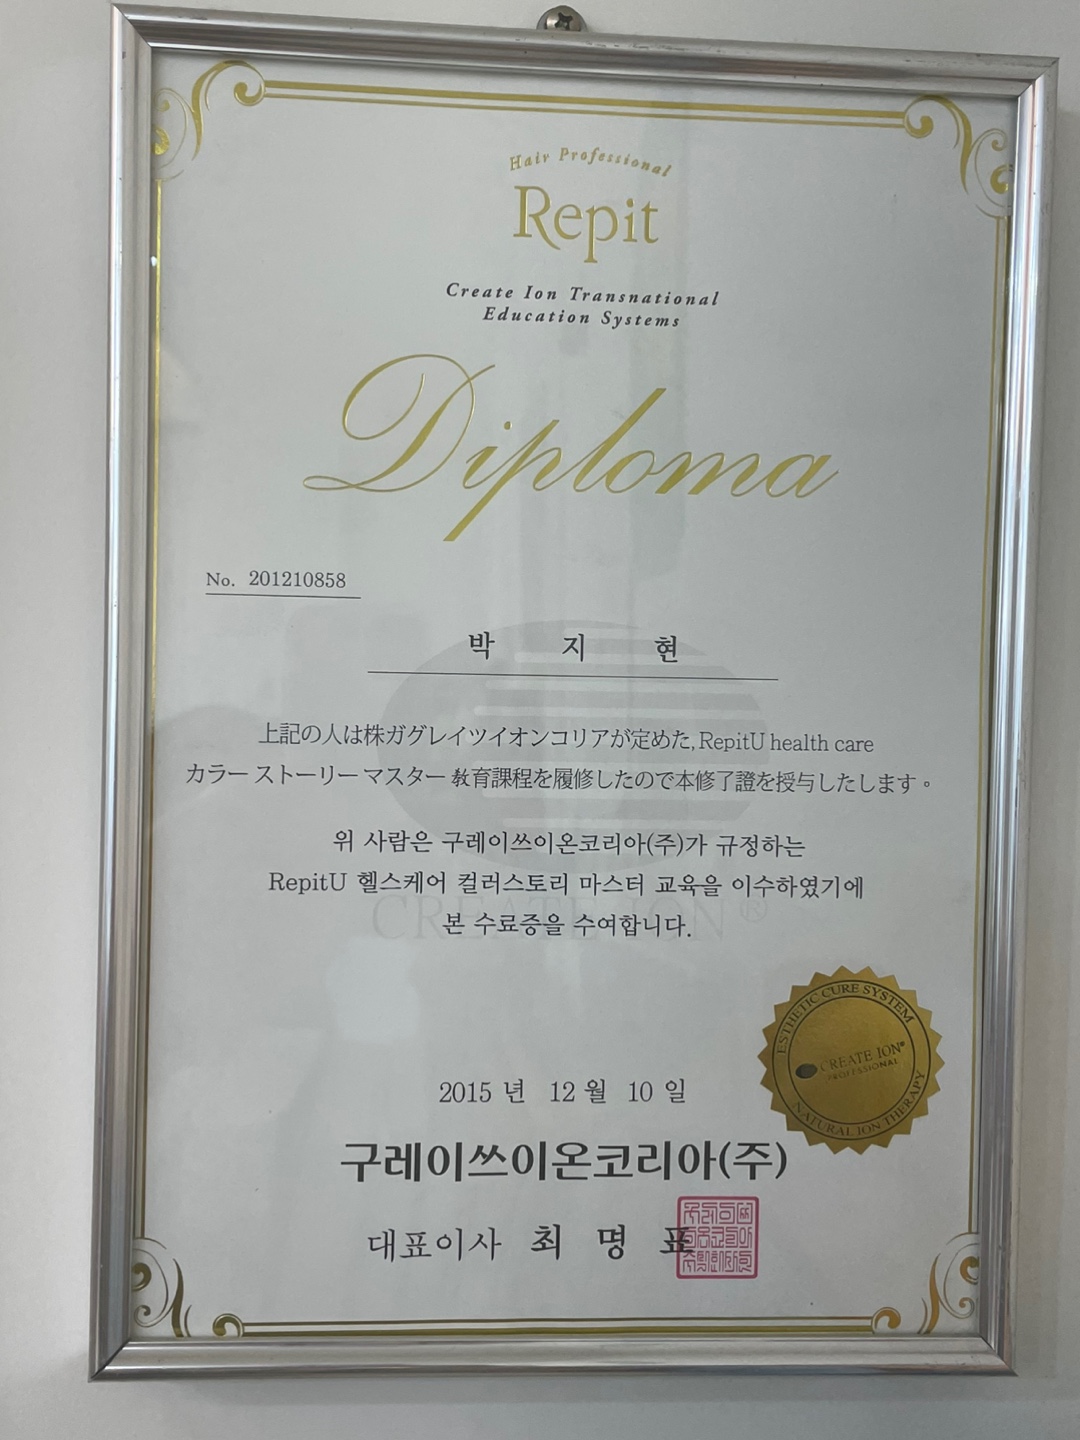 Hair Professional
Repit
Create Ion Transnational
Education Systems
Diploma
No. 201210858
박 지 현
上記の人は株ガグレイツイオンコリアが定めた, RepitU health care
カラー ストーリー マスター 教育課程を履修したので本修了證を授与したします。
위 사람은 구레이쓰이온코리아(주)가 규정하는
RepitU 헬스케어 컬러스토리 마스터 교육을 이수하였기에
본 수료증을 수여합니다.
CREATE ION®
ESTHETIC CURE SYSTEM
CREATE ION®
PROFESSIONAL
NATURAL ION THERAPY
2015 년 12 월 10 일
구레이쓰이온코리아(주)
대표이사 최 명 표